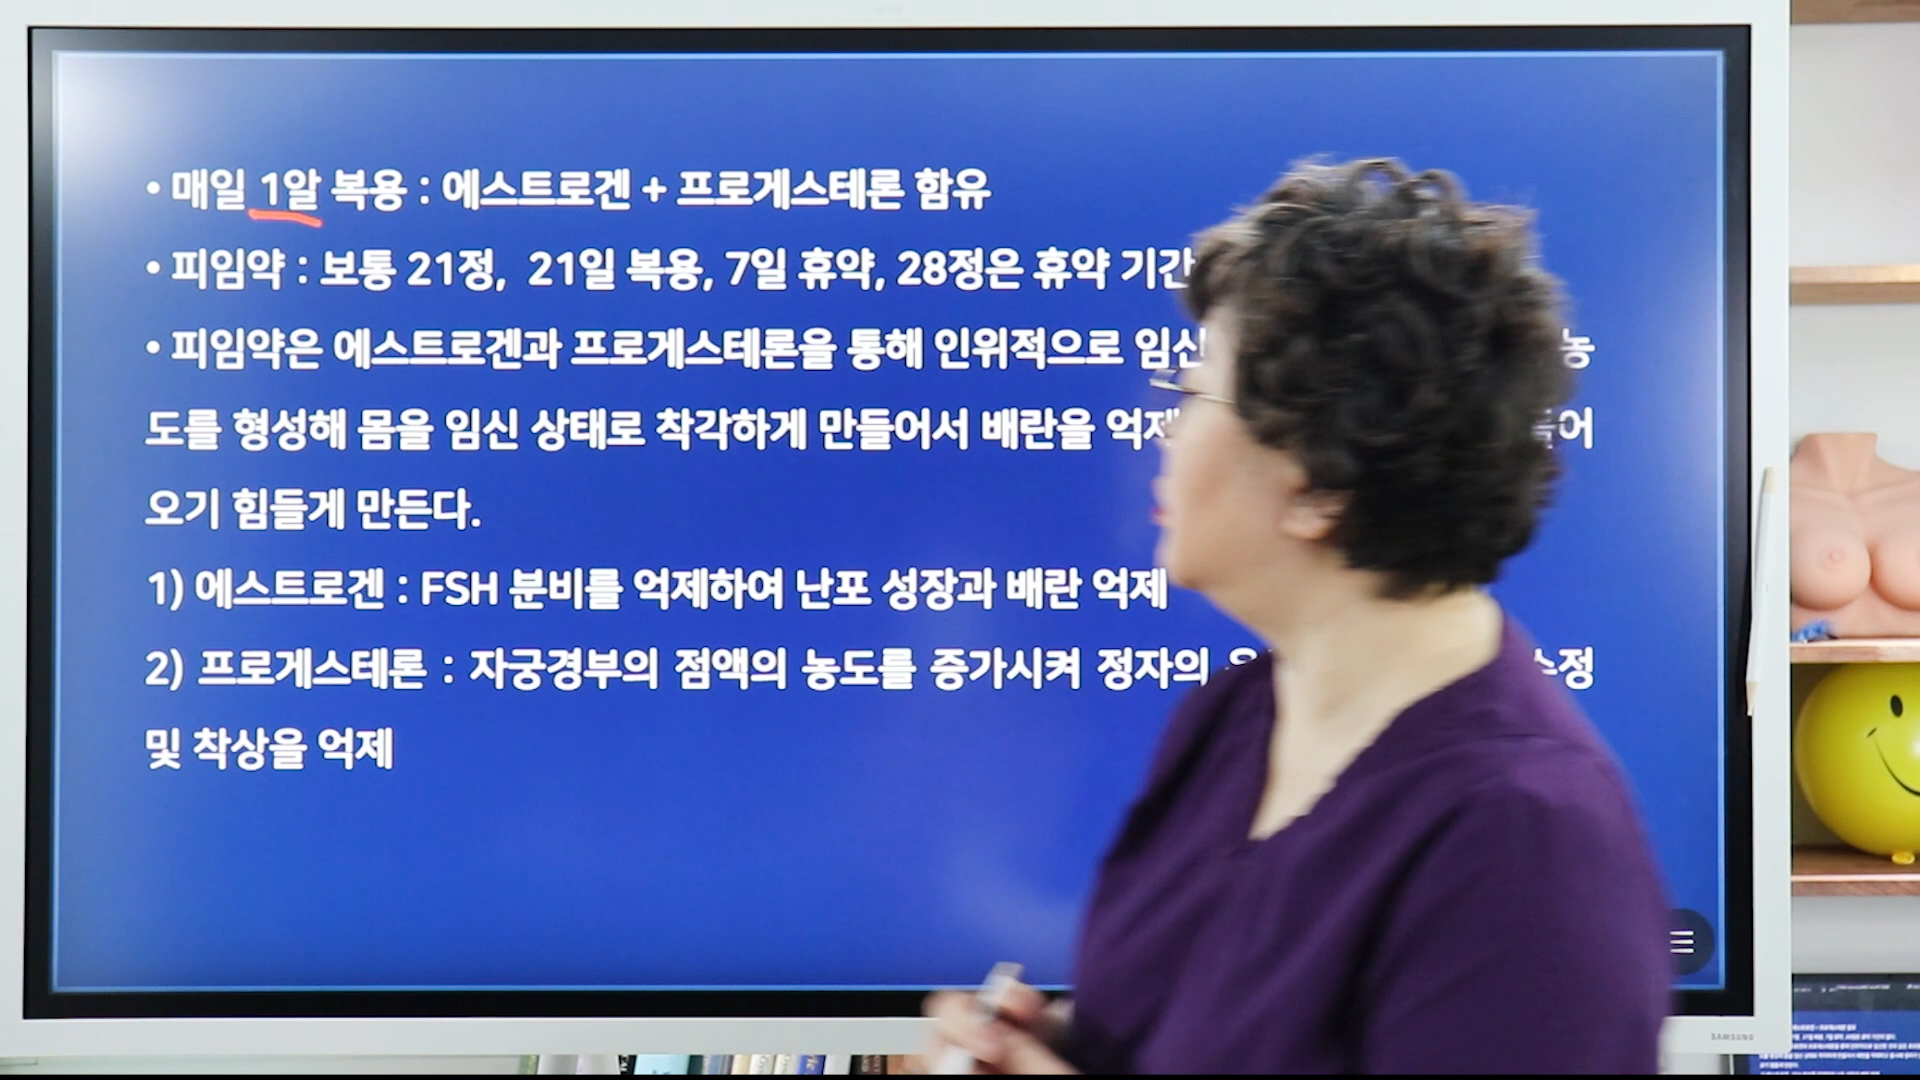 • 매일 1알 복용 : 에스트로겐 + 프로게스테론 함유
• 피임약 : 보통 21정, 21일 복용, 7일 휴약, 28정은 휴약 기간
• 피임약은 에스트로겐과 프로게스테론을 통해 인위적으로 임신 농
도를 형성해 몸을 임신 상태로 착각하게 만들어서 배란을 어
오기 힘들게 만든다.
1) 에스트로겐 : FSH 분비를 억제하여 난포 성장과 배란 억제
2) 프로게스테론 : 자궁경부의 점액의 농도를 증가시켜 정자의 수정
및 착상을 억제
SAMSUNG